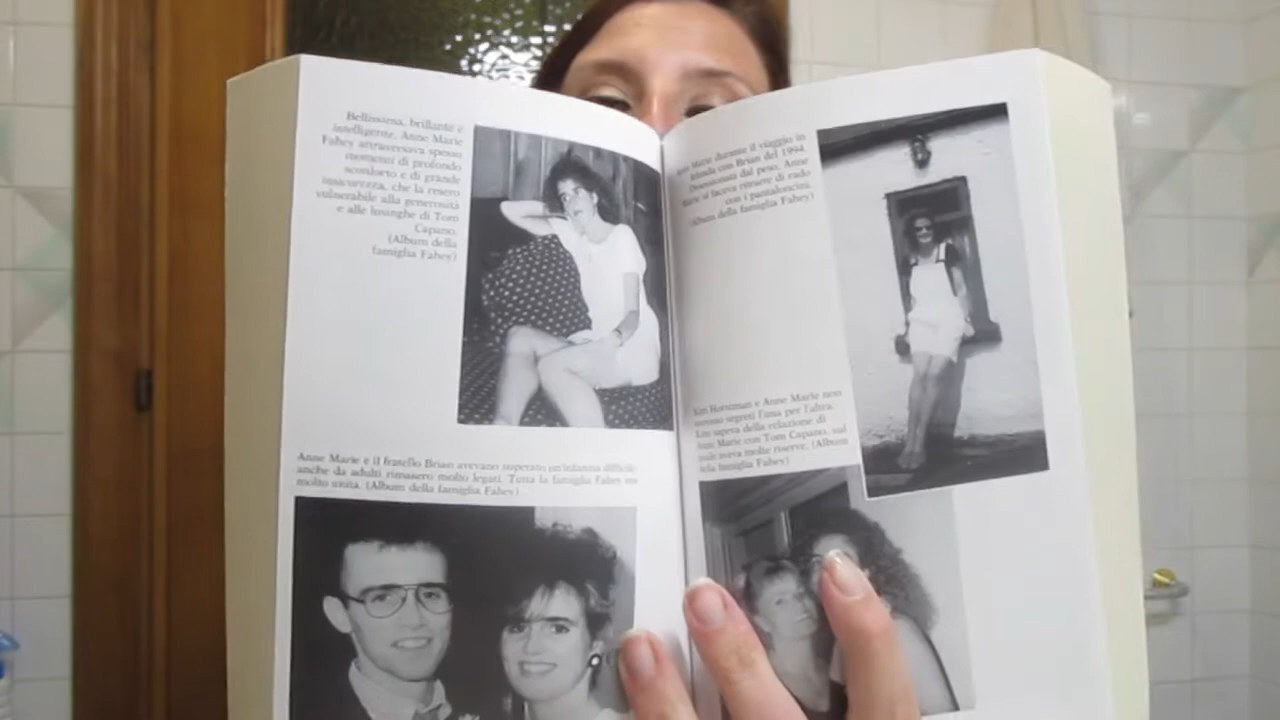 Bellissima, brillante e
intelligente, Anne Marie
Fahey attraversava spesso
momenti di profondo
sconforto e di grande
insicurezza, che la resero
vulnerabile alla generosità
e alle lusinghe di Tom
Capano.
(Album della
famiglia Fahey)
Anne Marie e il fratello Brian avevano superato un'infanzia difficile
anche da adulti rimasero molto legati. Tutta la famiglia Fahey
molto unita. (Album della famiglia Fahey)
Marie durante il viaggio in
Irlanda con Brian del 1994.
Ossessionata dal peso, Anne
Marie si faceva ritrarre di rado
con i pantaloncini.
(Album della famiglia Fahey)
Kim Horstman e Anne Marie non
avevano segreti l'una per l'altra.
Kim sapeva della relazione di
Anne Marie con Tom Capano, sul
quale aveva molte riserve. (Album
della famiglia Fahey)